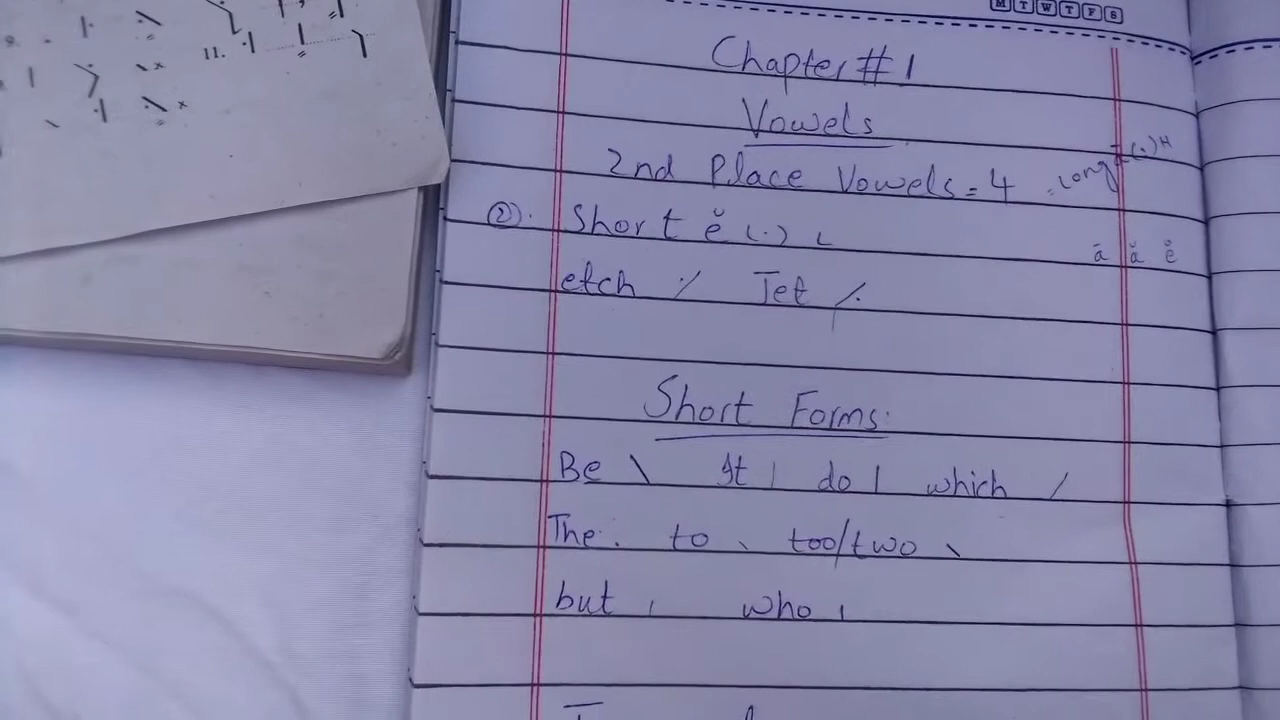 M T W T F S
11.
Chapter # 1
Vowels
2nd Place Vowels = 4
Long (.) H
②. Short ĕ (.)
ā ă ĕ
etch Jet
Short Forms:
Be \ It | do | which /
The . to \ too/two \
but | who |